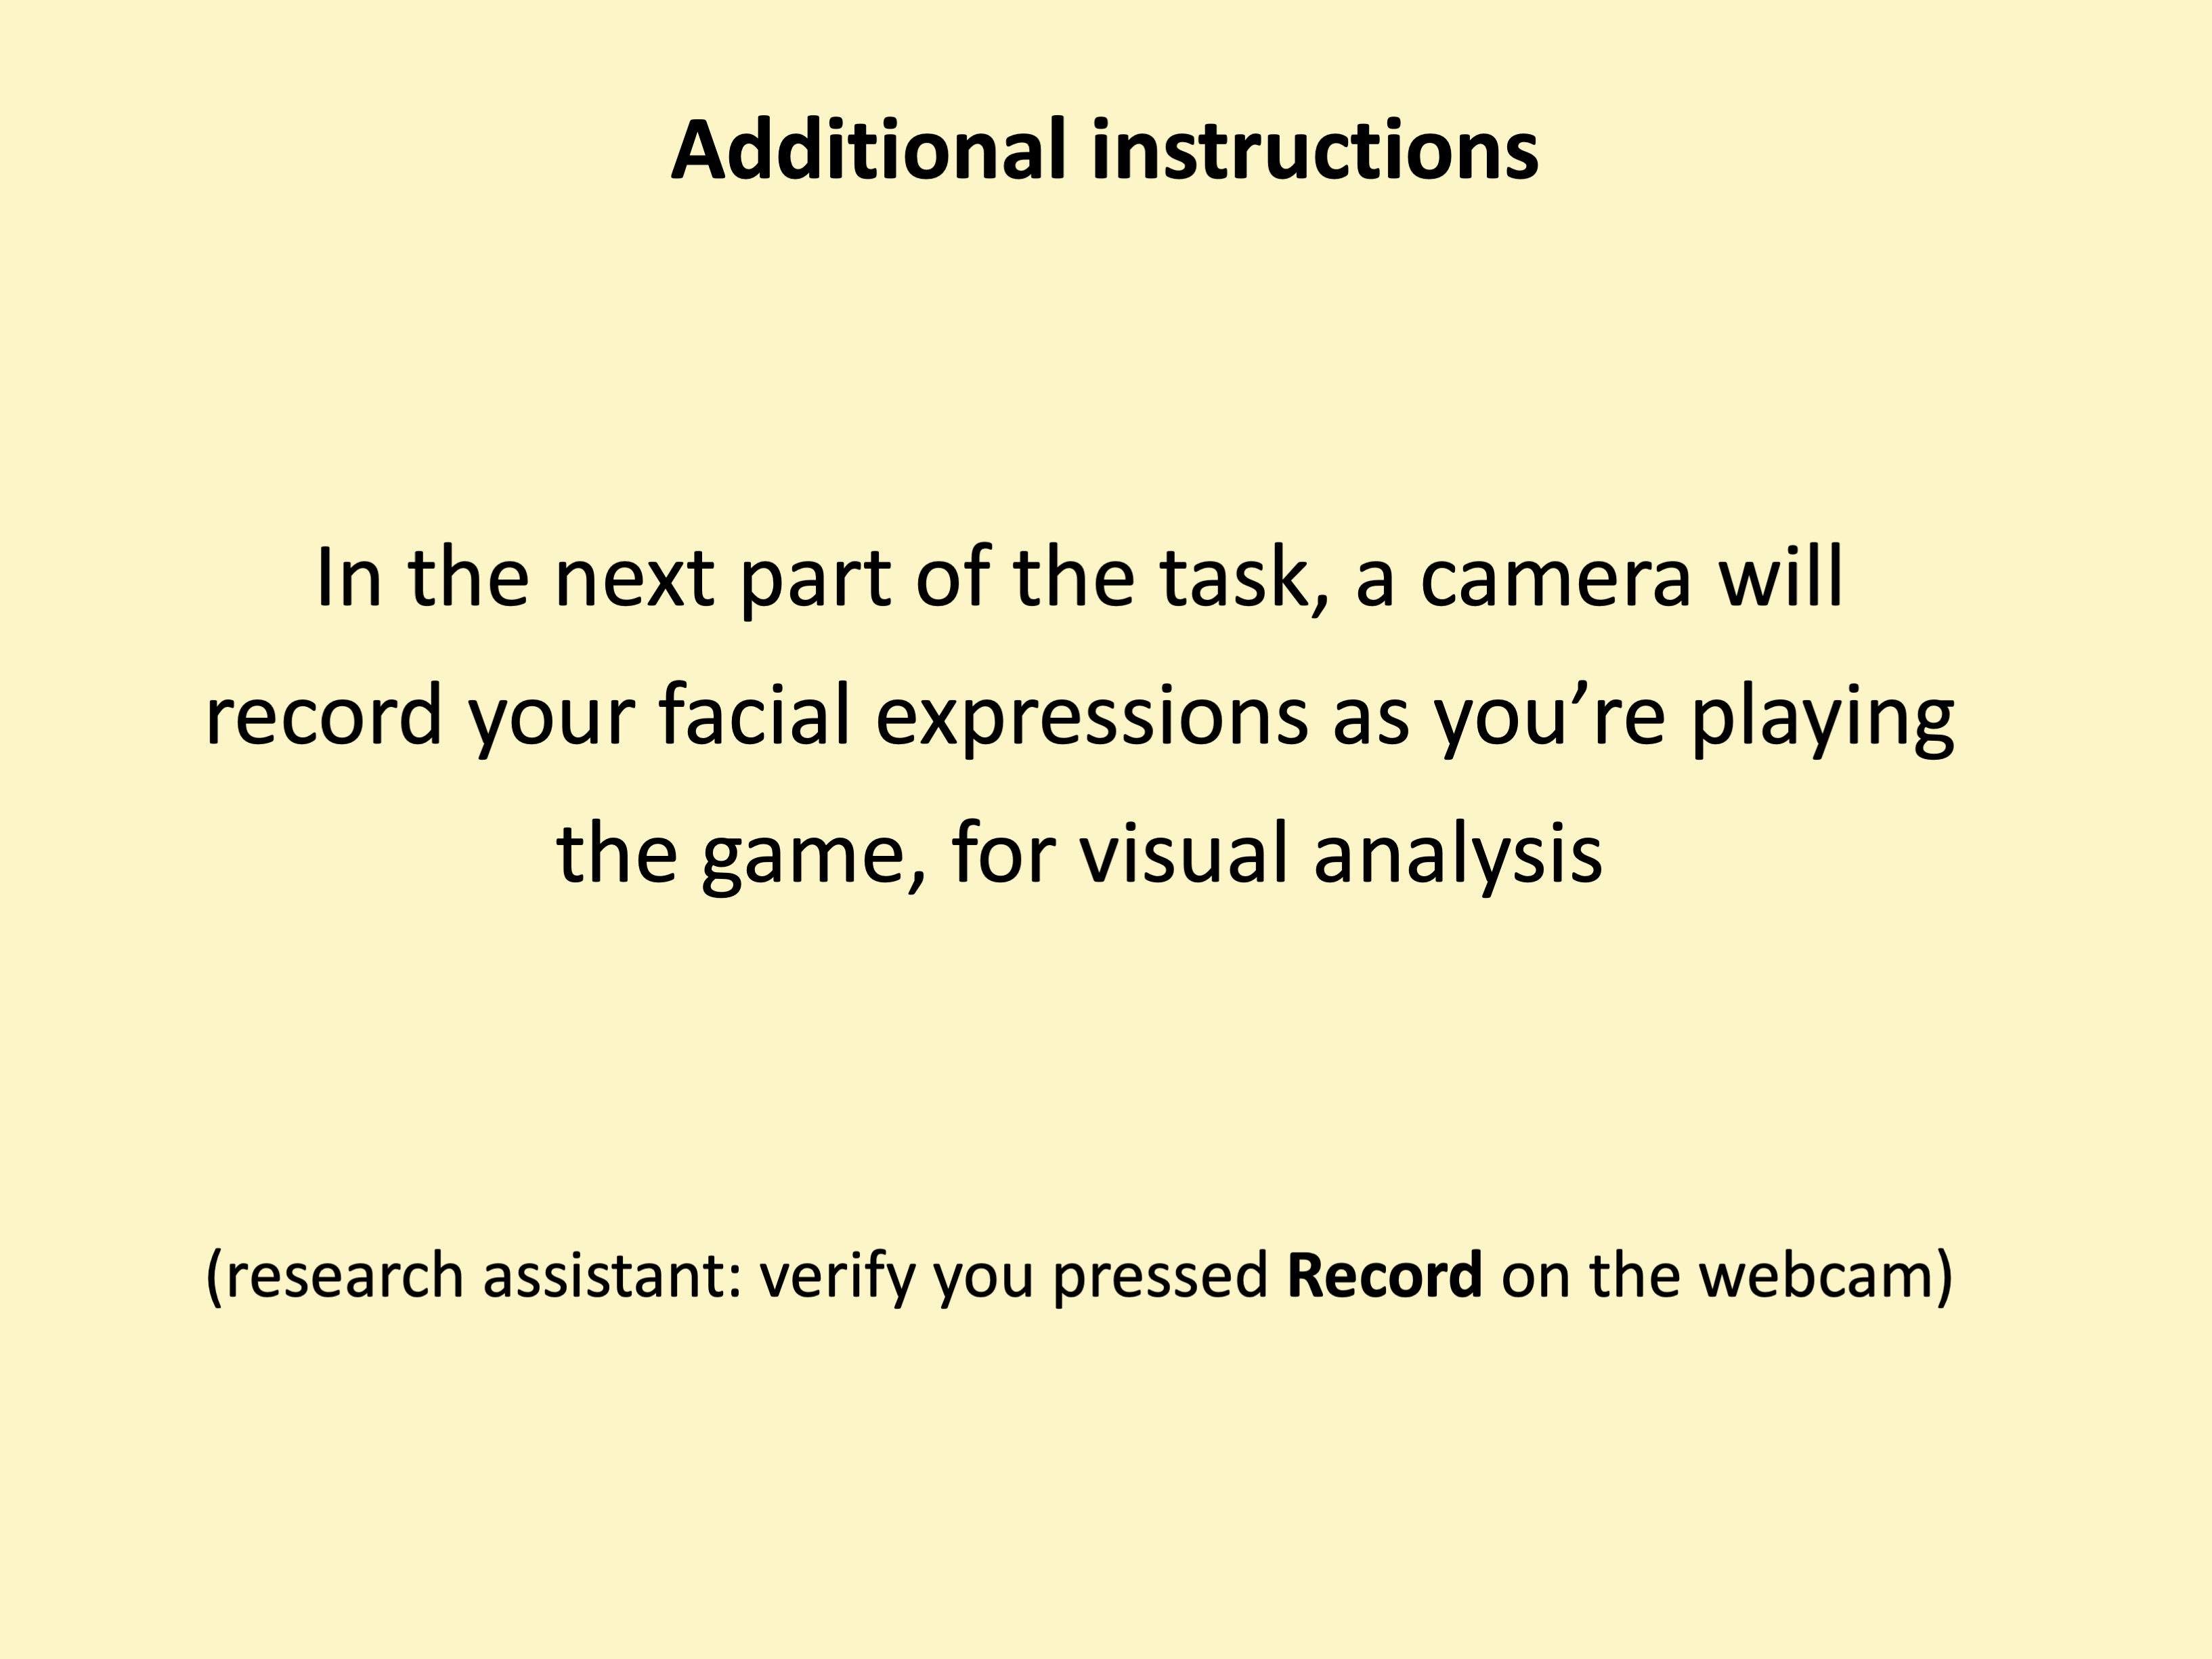 Additional instructions
In the next part of the task, a camera will
record your facial expressions as you’re playing
the game, for visual analysis
(research assistant: verify you pressed Record on the webcam)